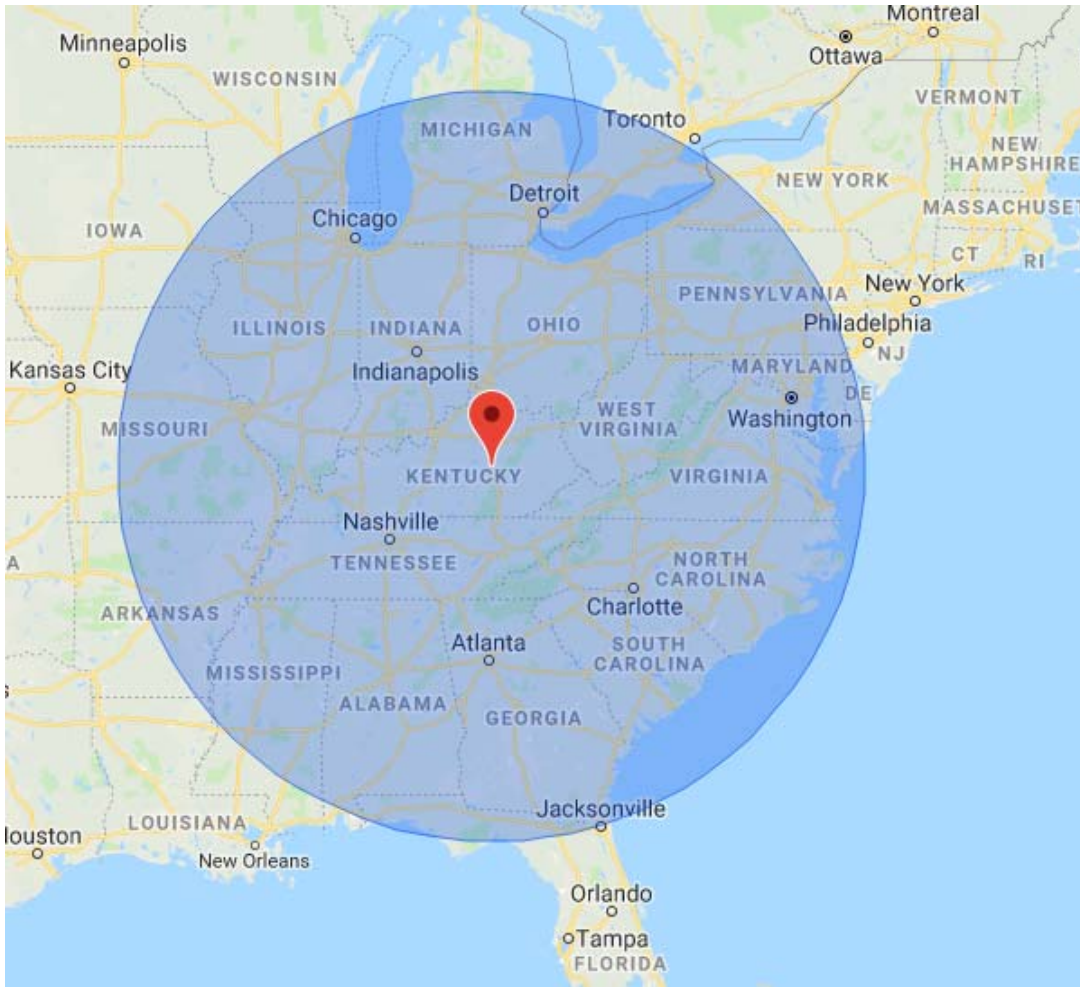 Montreal
Minneapolis
Ottawa
WISCONSIN
VERMONT
Toronto
MICHIGAN
NEW
HAMPSHIRE
NEW YORK
Detroit
MASSACHUSET
Chicago
IOWA
CT
RI
PENNSYLVANIA
New York
ILLINOIS
INDIANA
OHIO
Philadelphia
NJ
Kansas City
Indianapolis
MARYLAND
DE
WEST
VIRGINIA
Washington
MISSOURI
KENTUCKY
VIRGINIA
Nashville
TENNESSEE
NORTH
CAROLINA
A
ARKANSAS
Charlotte
Atlanta
SOUTH
CAROLINA
MISSISSIPPI
ALABAMA
GEORGIA
Jacksonville
LOUISIANA
louston
New Orleans
Orlando
Tampa
FLORIDA